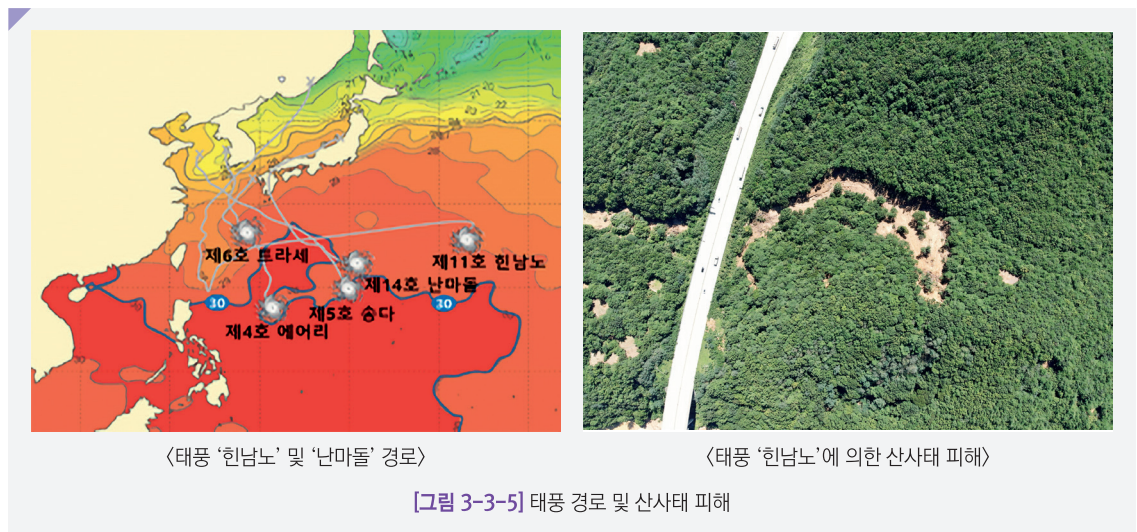 제6호 트라세
제11호 힌남노
제14호 난마돌
30
30
제5호 송다
제4호 에어리
〈태풍 ‘힌남노’ 및 ‘난마돌’ 경로〉
〈태풍 ‘힌남노’에 의한 산사태 피해〉
[그림 3-3-5] 태풍 경로 및 산사태 피해